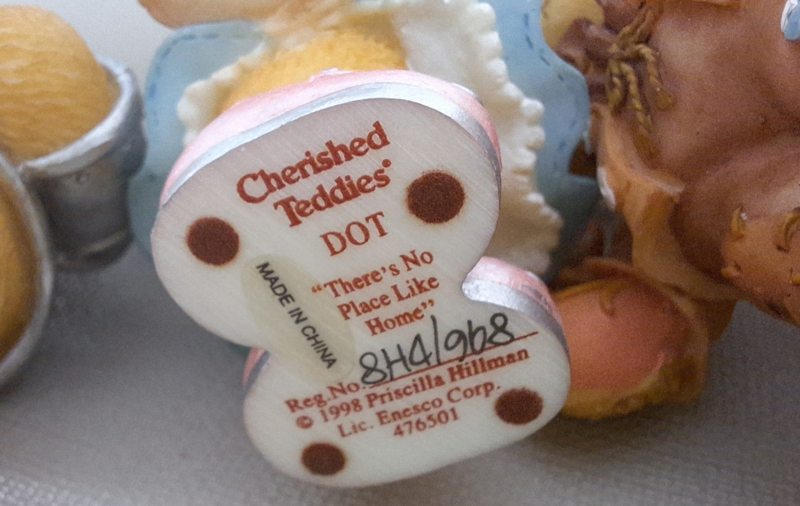 Cherished
Teddies®
DOT
"There's No
Place Like
Home"
MADE IN CHINA
Reg.No. 8H4/968
© 1998 Priscilla Hillman
Lic. Enesco Corp.
476501